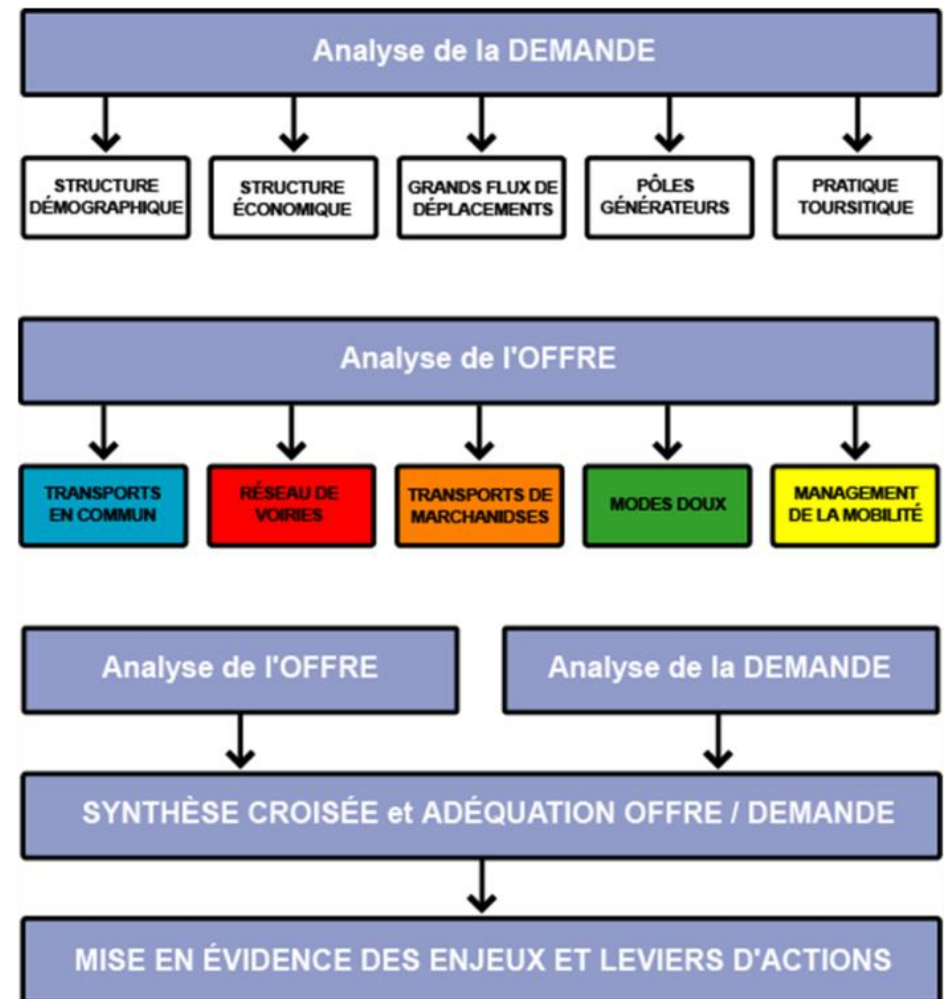 Analyse de la DEMANDE
STRUCTURE
DÉMOGRAPHIQUE
STRUCTURE
ÉCONOMIQUE
GRANDS FLUX DE
DÉPLACEMENTS
PÔLES
GÉNÉRATEURS
PRATIQUE
TOURSITIQUE
Analyse de l'OFFRE
TRANSPORTS
EN COMMUN
RÉSEAU DE
VOIRIES
TRANSPORTS DE
MARCHANIDSES
MODES DOUX
MANAGEMENT
DE LA MOBILITÉ
Analyse de l'OFFRE
Analyse de la DEMANDE
SYNTHÈSE CROISÉE et ADÉQUATION OFFRE / DEMANDE
MISE EN ÉVIDENCE DES ENJEUX ET LEVIERS D'ACTIONS